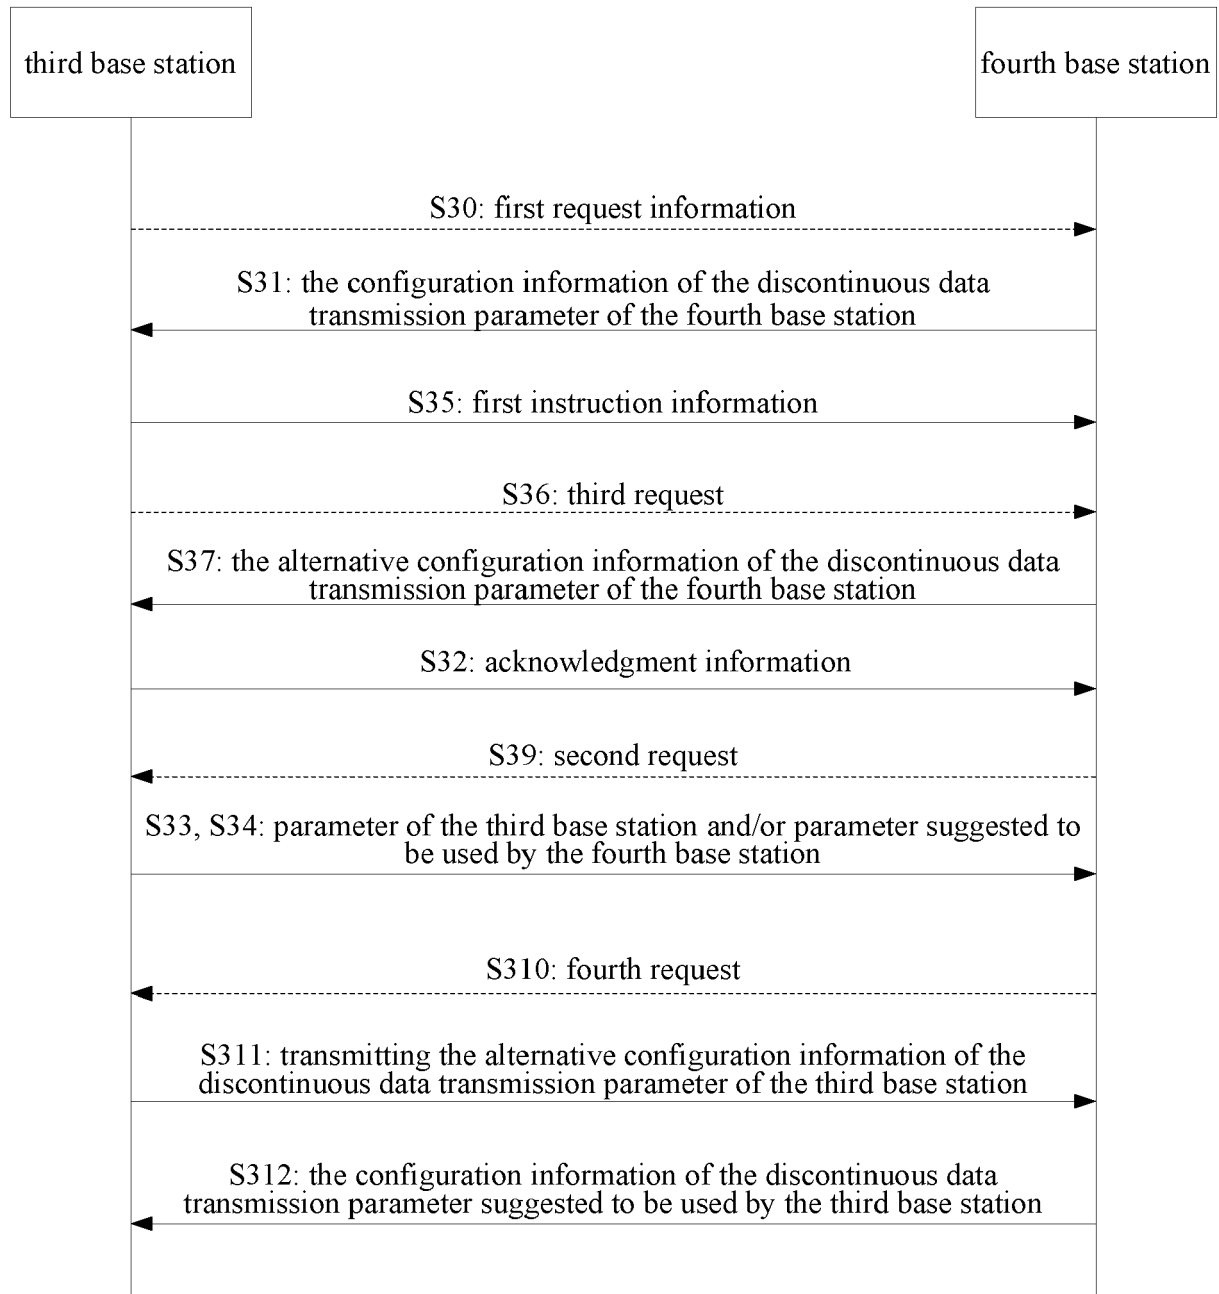 third base station
fourth base station
S30: first request information
S31: the configuration information of the discontinuous data
transmission parameter of the fourth base station
S35: first instruction information
S36: third request
S37: the alternative configuration information of the discontinuous data
transmission parameter of the fourth base station
S32: acknowledgment information
S39: second request
S33, S34: parameter of the third base station and/or parameter suggested to
be used by the fourth base station
S310: fourth request
S311: transmitting the alternative configuration information of the
discontinuous data transmission parameter of the third base station
S312: the configuration information of the discontinuous data
transmission parameter suggested to be used by the third base station